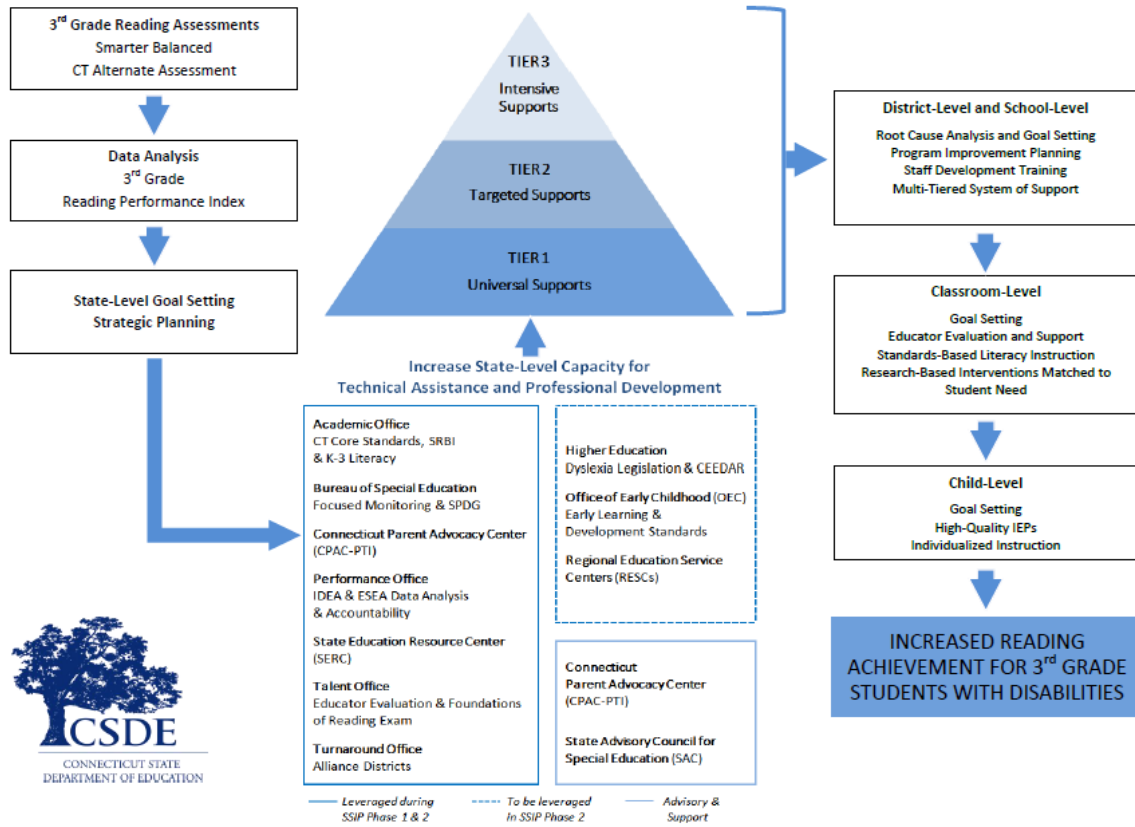 3rd Grade Reading Assessments
Smarter Balanced
CT Alternate Assessment
Data Analysis
3rd Grade
Reading Performance Index
State-Level Goal Setting
Strategic Planning
TIER 3
Intensive
Supports
TIER 2
Targeted Supports
TIER 1
Universal Supports
Increase State-Level Capacity for
Technical Assistance and Professional Development
Academic Office
CT Core Standards, SRBI
& K-3 Literacy
Bureau of Special Education
Focused Monitoring & SPDG
Connecticut Parent Advocacy Center
(CPAC-PTI)
Performance Office
IDEA & ESEA Data Analysis
& Accountability
State Education Resource Center
(SERC)
Talent Office
Educator Evaluation & Foundations
of Reading Exam
Turnaround Office
Alliance Districts
Higher Education
Dyslexia Legislation & CEEDAR
Office of Early Childhood (OEC)
Early Learning &
Development Standards
Regional Education Service
Centers (RESCs)
Connecticut
Parent Advocacy Center
(CPAC-PTI)
State Advisory Council for
Special Education (SAC)
Leveraged during
SSIP Phase 1 & 2
To be leveraged
in SSIP Phase 2
Advisory &
Support
District-Level and School-Level
Root Cause Analysis and Goal Setting
Program Improvement Planning
Staff Development Training
Multi-Tiered System of Support
Classroom-Level
Goal Setting
Educator Evaluation and Support
Standards-Based Literacy Instruction
Research-Based Interventions Matched to
Student Need
Child-Level
Goal Setting
High-Quality IEPs
Individualized Instruction
INCREASED READING
ACHIEVEMENT FOR 3rd GRADE
STUDENTS WITH DISABILITIES
CSDE
CONNECTICUT STATE
DEPARTMENT OF EDUCATION